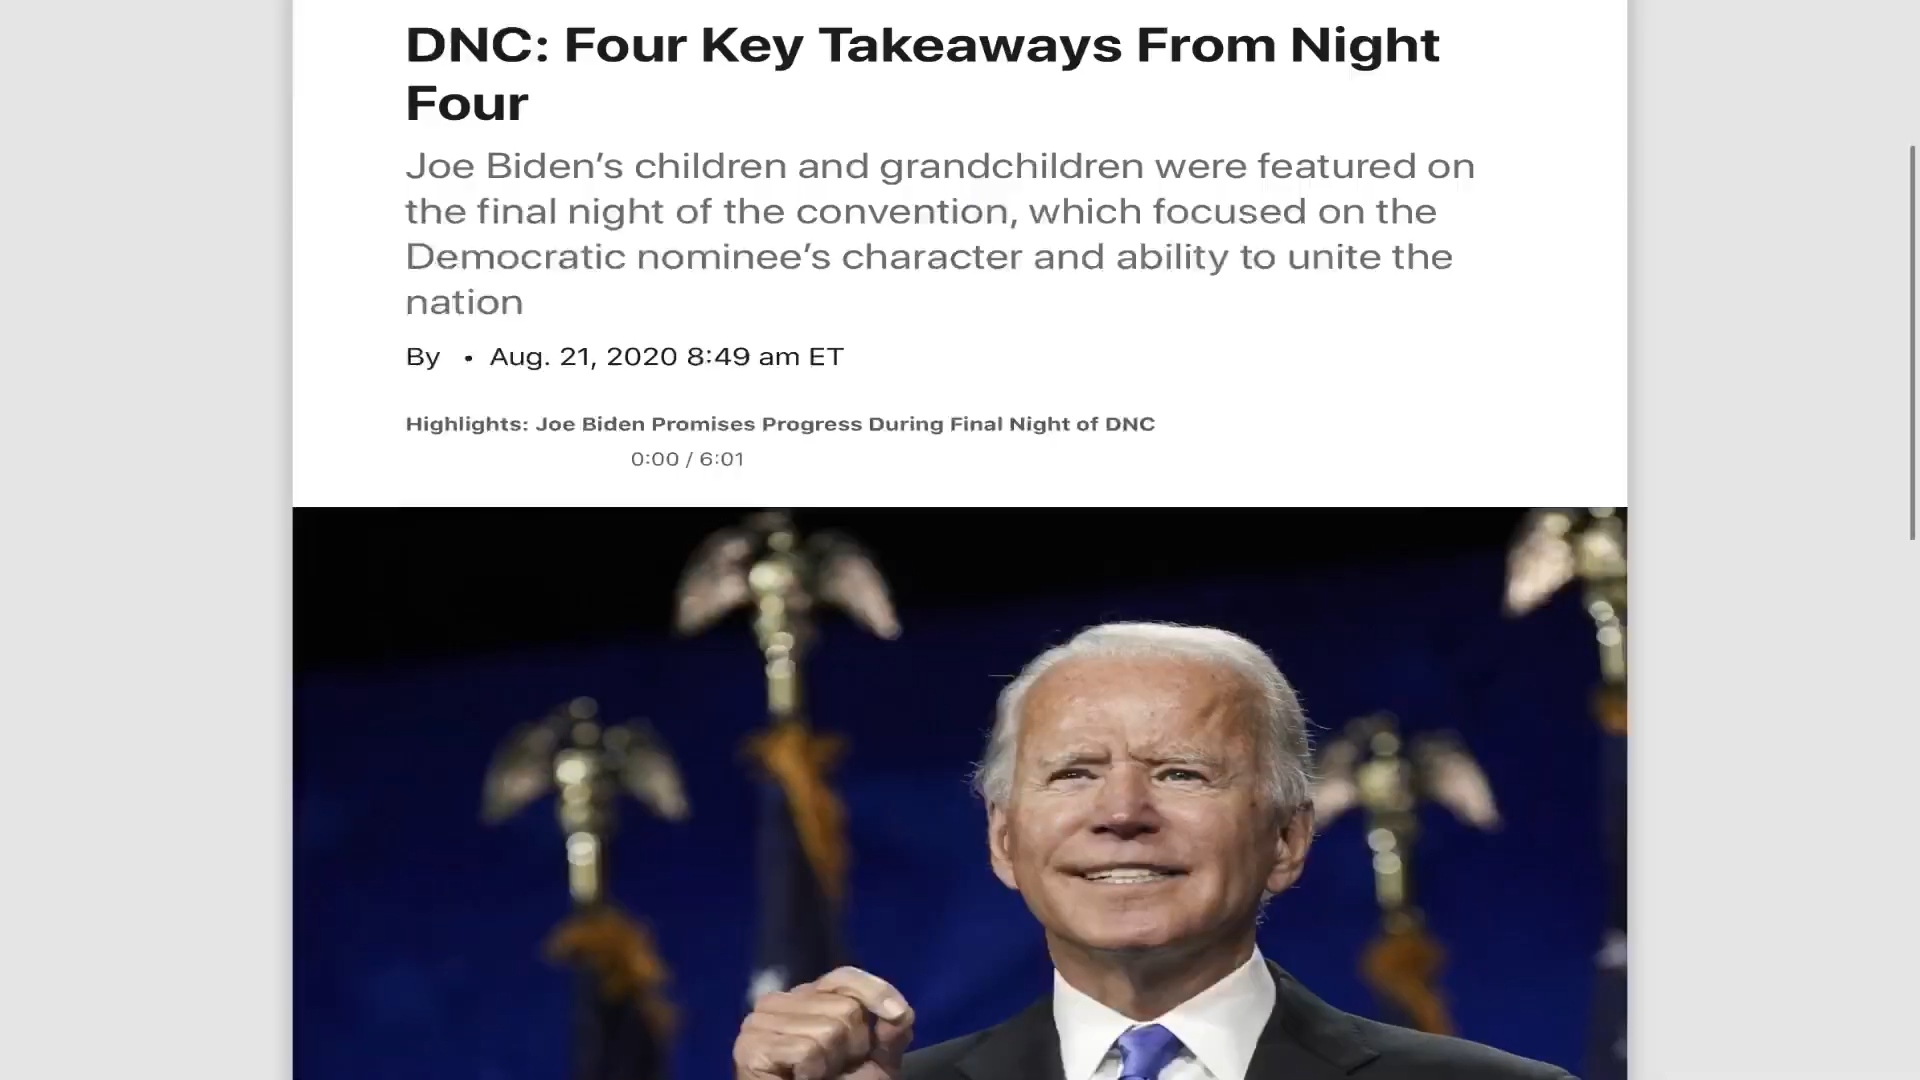 DNC: Four Key Takeaways From Night
Four
Joe Biden’s children and grandchildren were featured on
the final night of the convention, which focused on the
Democratic nominee’s character and ability to unite the
nation
By • Aug. 21, 2020 8:49 am ET
Highlights: Joe Biden Promises Progress During Final Night of DNC
0:00 / 6:01